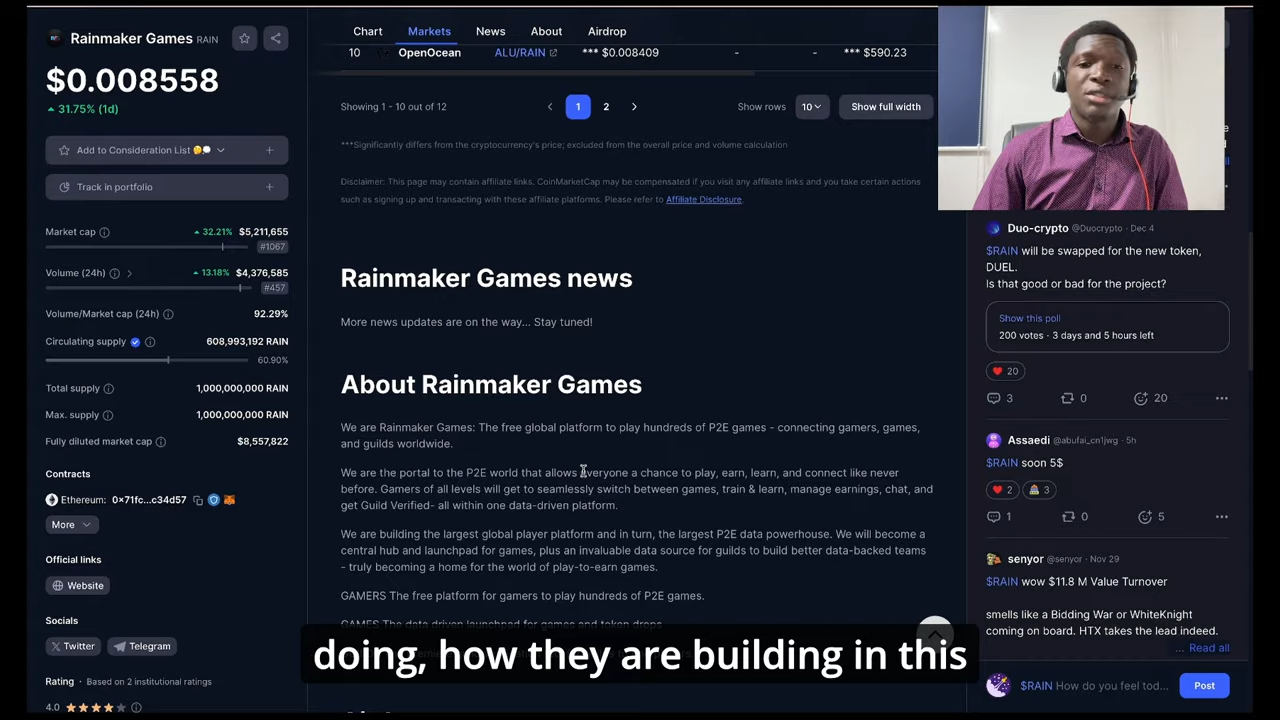 Rainmaker Games RAIN
$0.008558
31.75% (1d)
Add to Consideration List 🤔💭
Track in portfolio
Market cap
32.21% $5,211,655
#1067
Volume (24h)
13.18% $4,376,585
#457
Volume/Market cap (24h)
92.29%
Circulating supply
608,993,192 RAIN
60.90%
Total supply
1,000,000,000 RAIN
Max. supply
1,000,000,000 RAIN
Fully diluted market cap
$8,557,822
Contracts
Ethereum: 0x71fc...c34d57
More
Official links
Website
Socials
Twitter
Telegram
Rating · Based on 2 institutional ratings
4.0
Chart Markets News About Airdrop
10 OpenOcean ALU/RAIN *** $0.008409 - - *** $590.23
Showing 1 - 10 out of 12
1 2
Show rows 10 Show full width
***Significantly differs from the cryptocurrency's price; excluded from the overall price and volume calculation
Disclaimer: This page may contain affiliate links. CoinMarketCap may be compensated if you visit any affiliate links and you take certain actions
such as signing up and transacting with these affiliate platforms. Please refer to Affiliate Disclosure.
Rainmaker Games news
More news updates are on the way... Stay tuned!
About Rainmaker Games
We are Rainmaker Games: The free global platform to play hundreds of P2E games - connecting gamers, games,
and guilds worldwide.
We are the portal to the P2E world that allows everyone a chance to play, earn, learn, and connect like never
before. Gamers of all levels will get to seamlessly switch between games, train & learn, manage earnings, chat, and
get Guild Verified- all within one data-driven platform.
We are building the largest global player platform and in turn, the largest P2E data powerhouse. We will become a
central hub and launchpad for games, plus an invaluable data source for guilds to build better data-backed teams
- truly becoming a home for the world of play-to-earn games.
GAMERS The free platform for gamers to play hundreds of P2E games.
GAMES The data driven launchpad for games and token drops
doing, how they are building in this
Duo-crypto @Duocrypto · Dec 4
$RAIN will be swapped for the new token,
DUEL.
Is that good or bad for the project?
Show this poll
200 votes · 3 days and 5 hours left
20
3 0 20
Assaedi @abufai_cn1jwg · 5h
$RAIN soon 5$
2 3
1 0 5
senyor @senyor · Nov 29
$RAIN wow $11.8 M Value Turnover
smells like a Bidding War or WhiteKnight
coming on board. HTX takes the lead indeed.
... Read all
$RAIN How do you feel tod...
Post